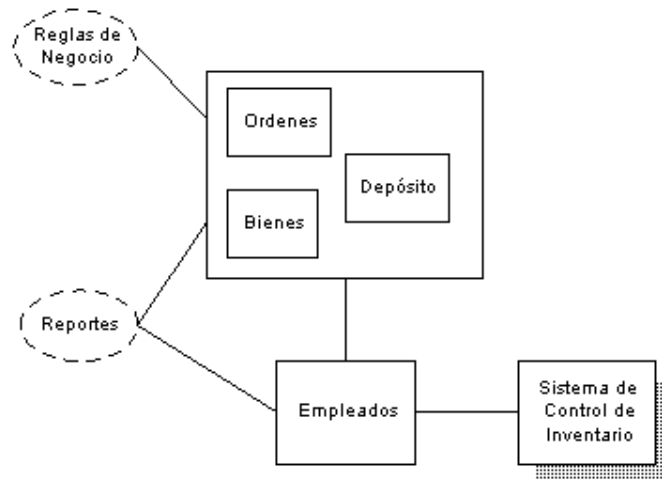 Reglas de
Negocio
Ordenes
Depósito
Bienes
Reportes
Empleados
Sistema de
Control de
Inventario